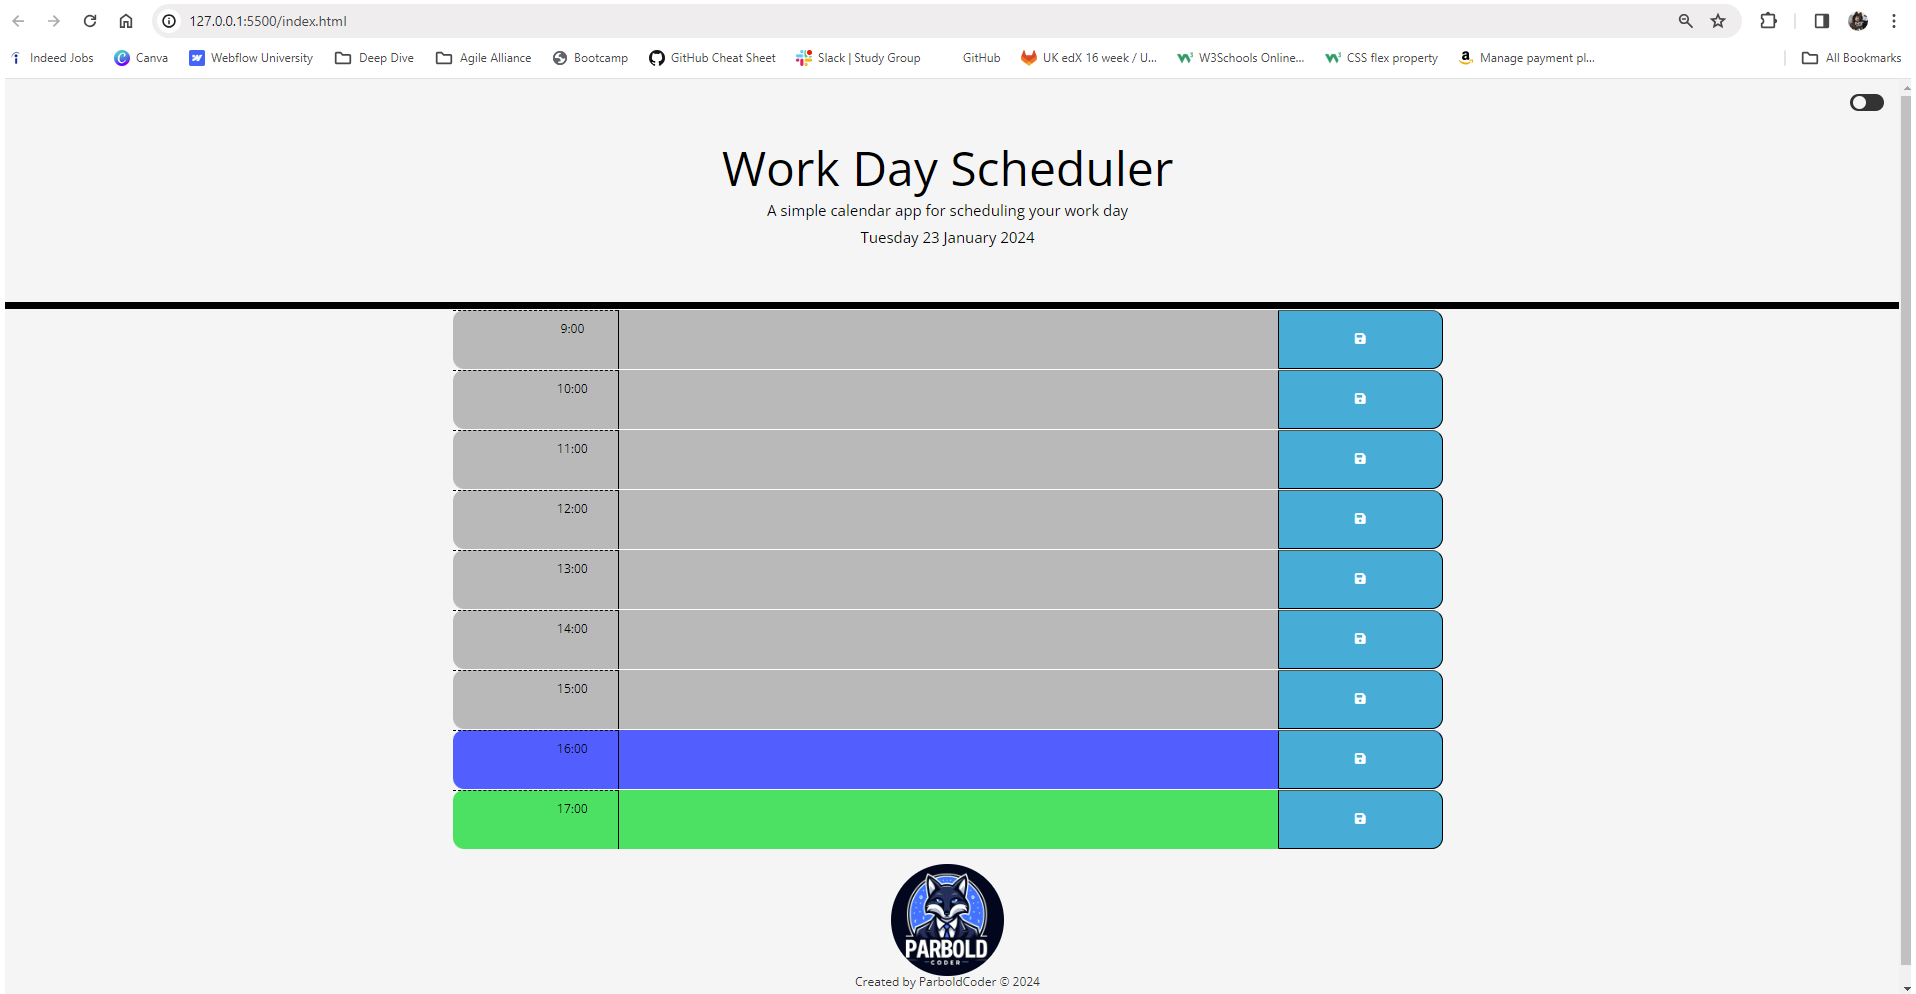 127.0.0.1:5500/index.html
Indeed Jobs Canva Webflow University Deep Dive Agile Alliance Bootcamp GitHub Cheat Sheet Slack | Study Group GitHub UK edX 16 week / U... W3Schools Online... CSS flex property Manage payment pl... All Bookmarks
Work Day Scheduler
A simple calendar app for scheduling your work day
Tuesday 23 January 2024
9:00
10:00
11:00
12:00
13:00
14:00
15:00
16:00
17:00
PARBOLD
CODER
Created by ParboldCoder © 2024